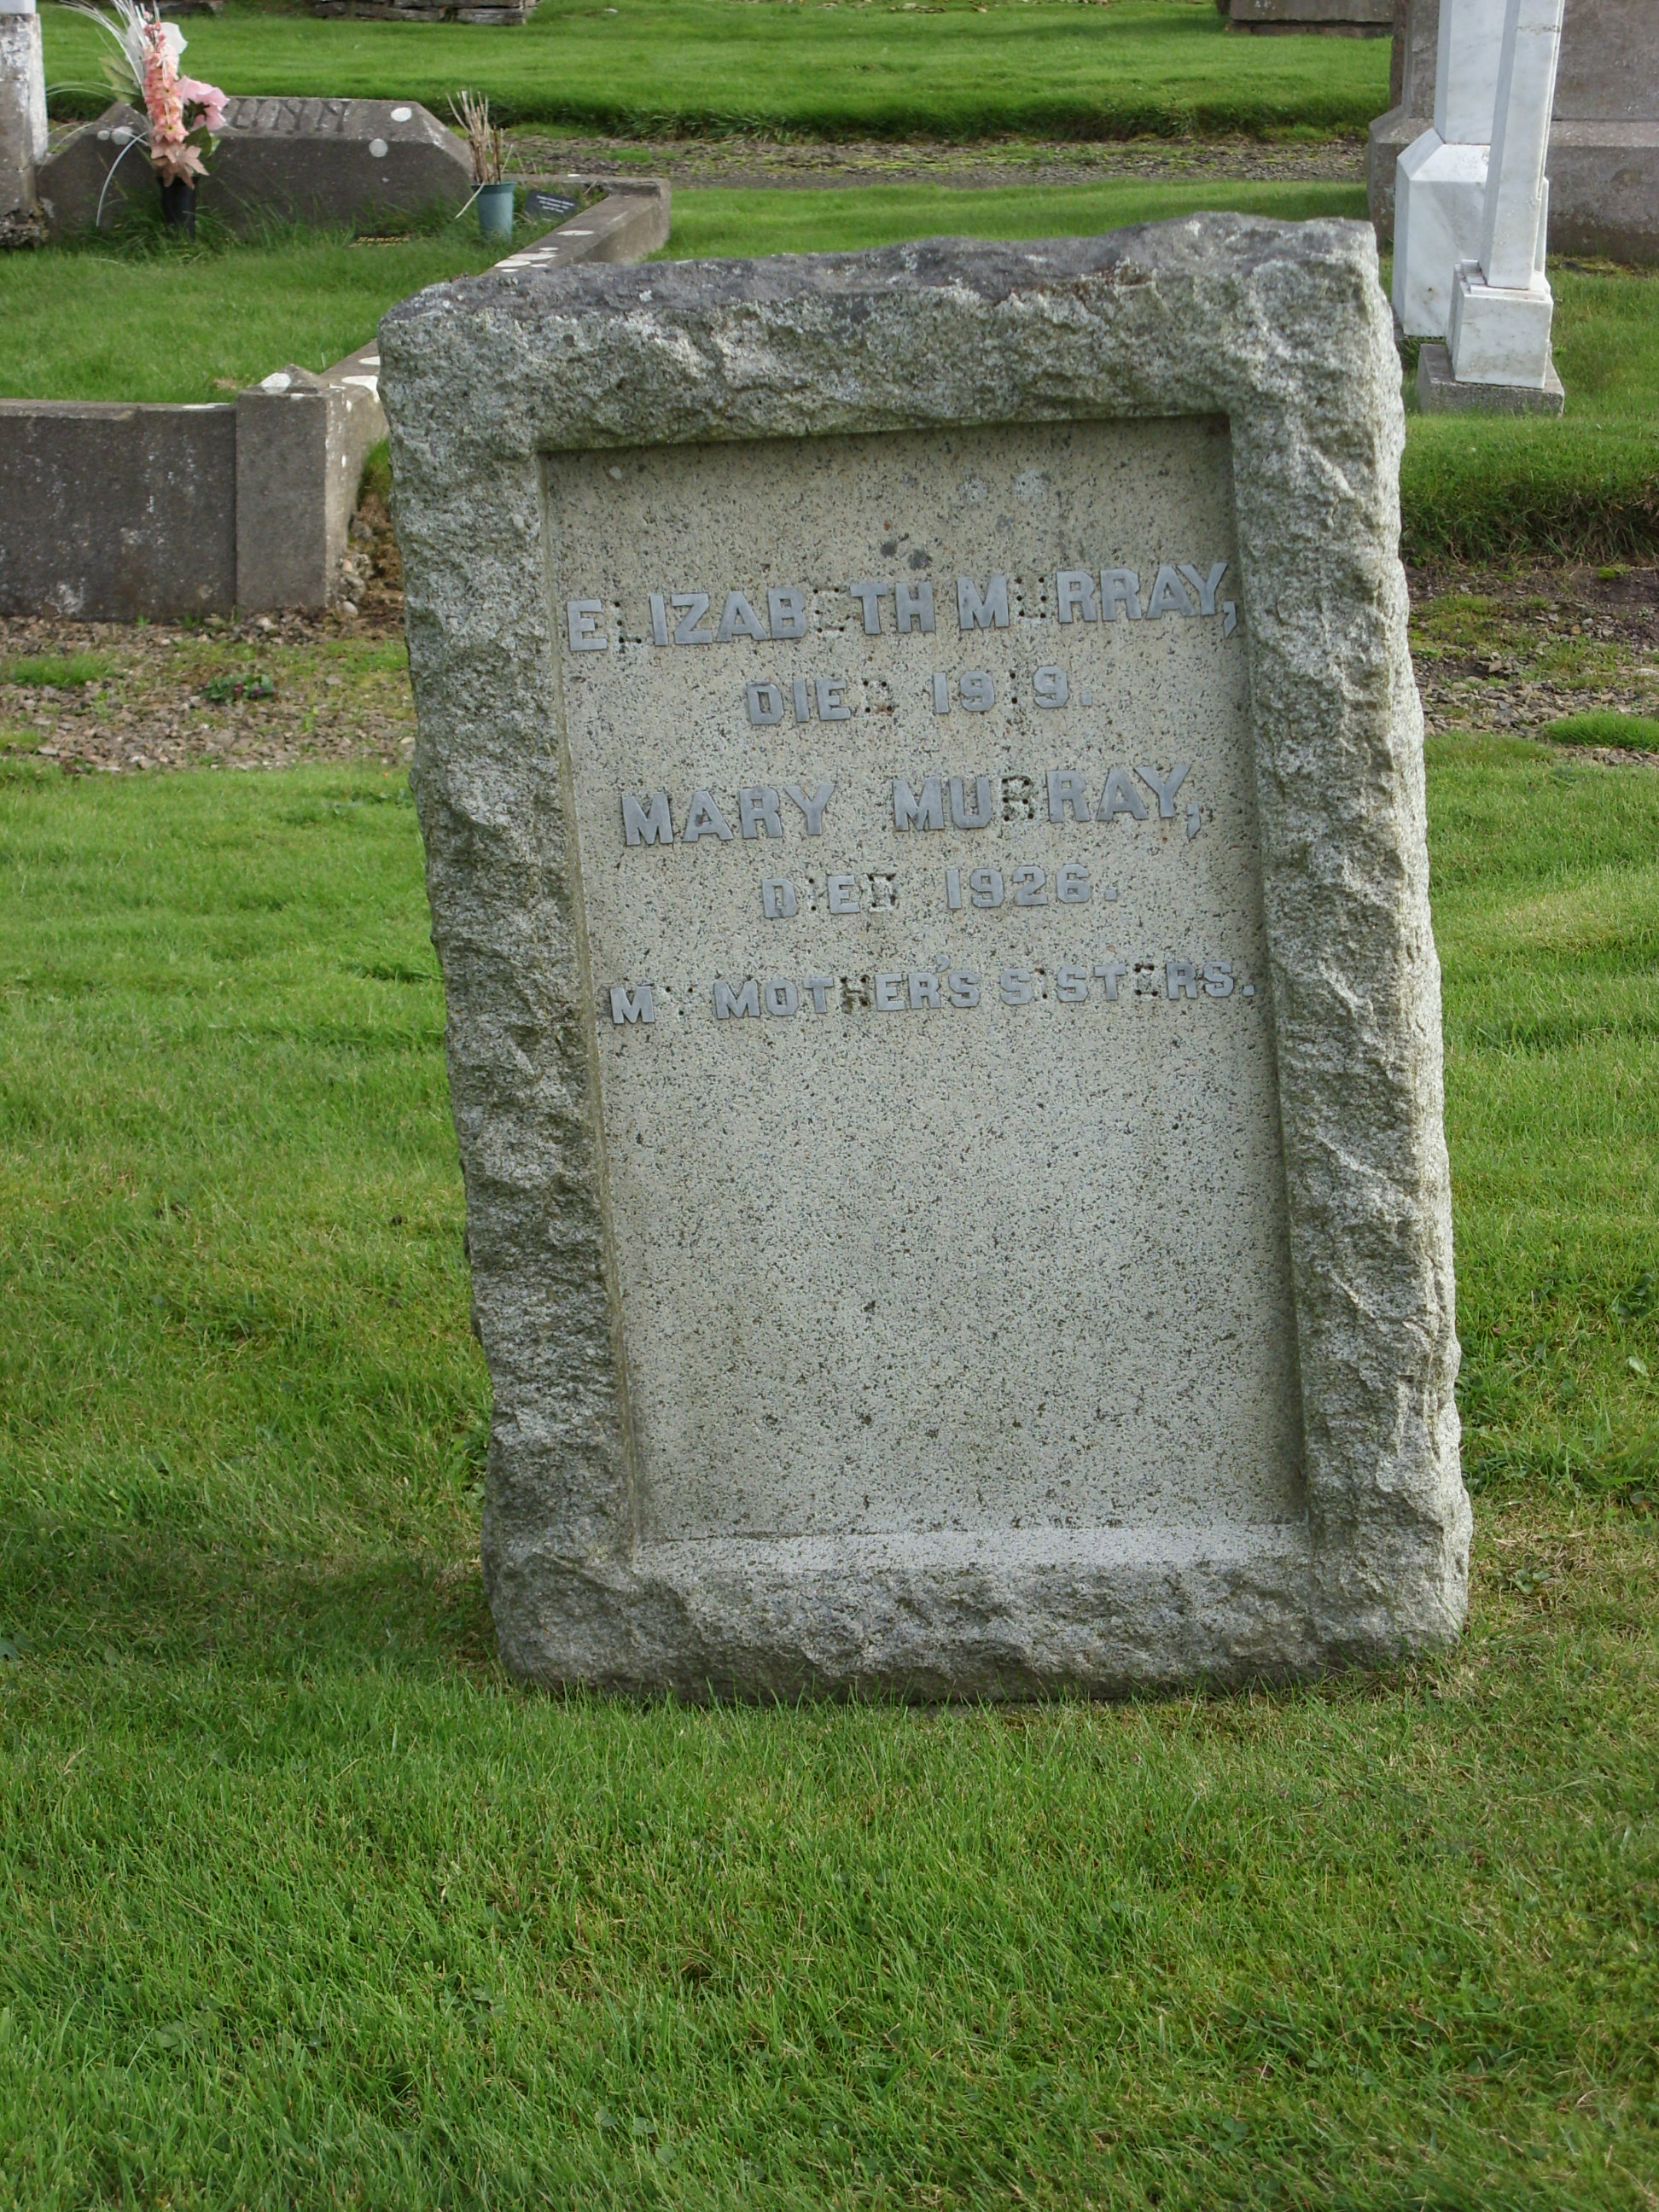 ELIZABETH MURRAY,
DIED 1919.
MARY MURRAY,
DIED 1926.
MY MOTHER'S SISTERS.